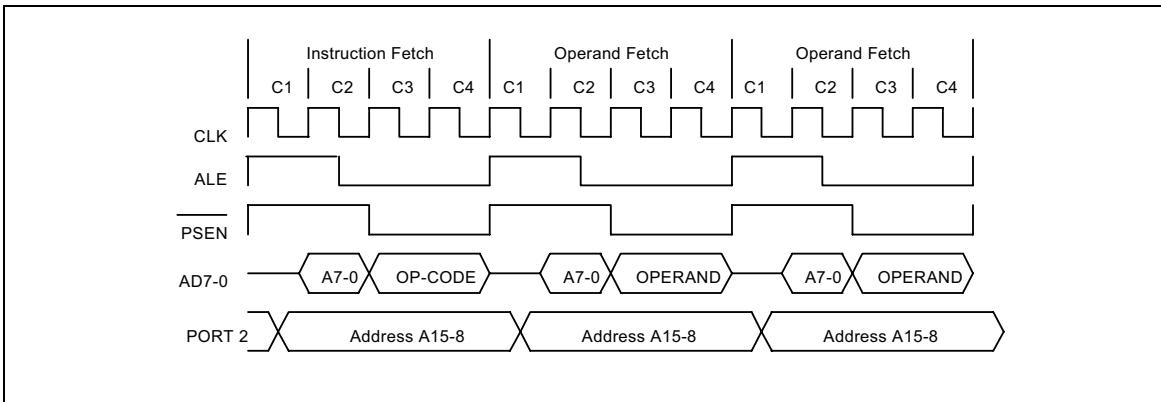 Instruction Fetch Operand Fetch Operand Fetch
C1 C2 C3 C4 C1 C2 C3 C4 C1 C2 C3 C4
CLK
ALE
PSEN
AD7-0 A7-0 OP-CODE A7-0 OPERAND A7-0 OPERAND
PORT 2 Address A15-8 Address A15-8 Address A15-8